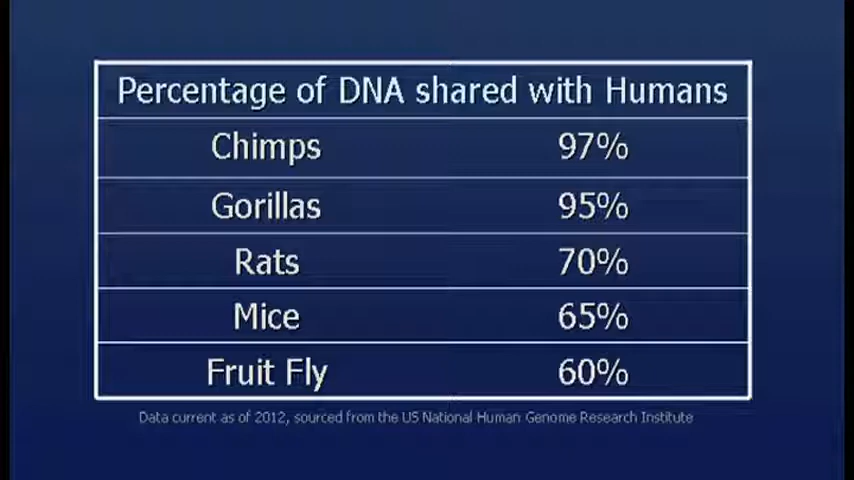 Percentage of DNA shared with Humans
Chimps 97%
Gorillas 95%
Rats 70%
Mice 65%
Fruit Fly 60%
Data current as of 2012, sourced from the US National Human Genome Research Institute